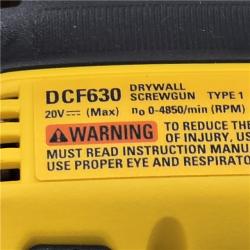 DCF630 DRYWALL SCREWGUN TYPE 1
20V ⎓ (Max) n₀ 0-4850/min (RPM)
⚠WARNING TO REDUCE THE
OF INJURY, US
MUST READ INSTRUCTION MANU
USE PROPER EYE AND RESPIRATO